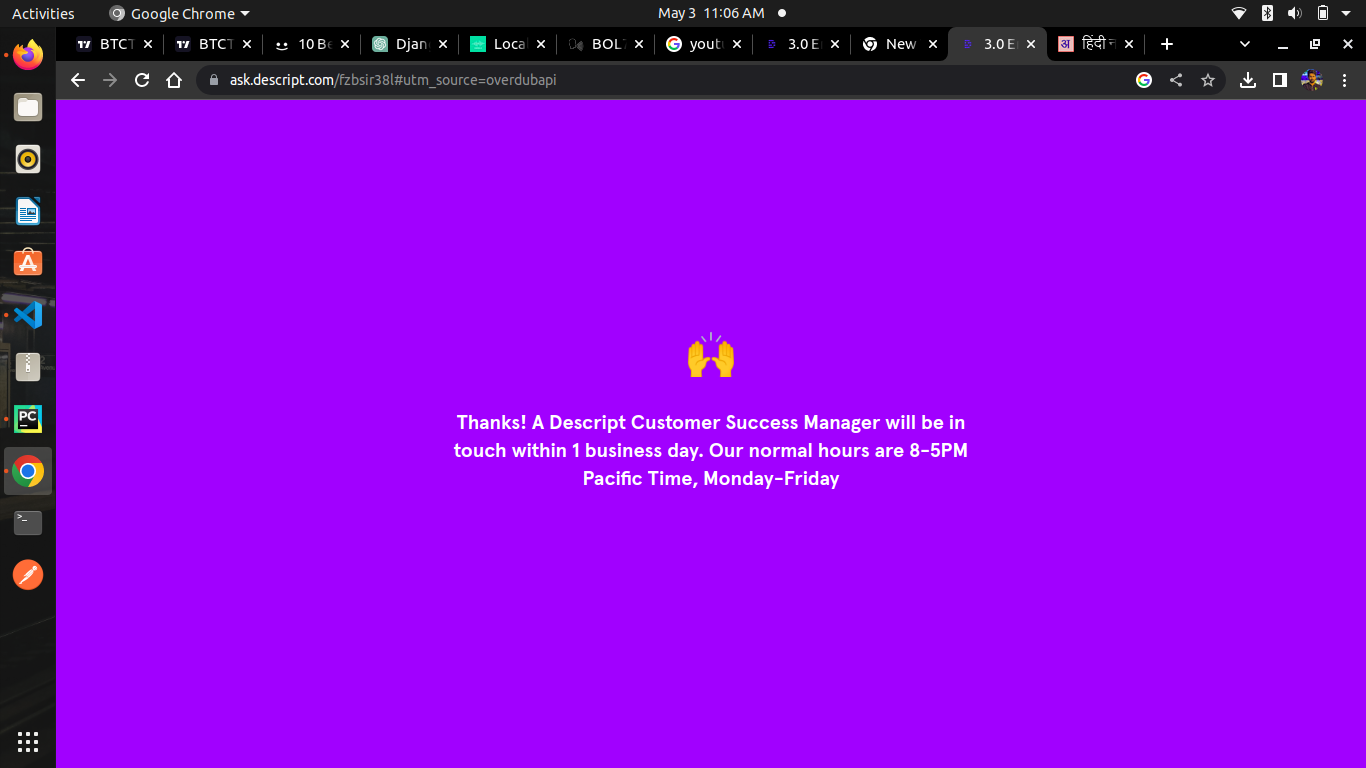 Activities
Google Chrome
May 3 11:06 AM
BTCT
BTCT
10 Be
Djan
Loca
BOL
yout
3.0 E
New
3.0 E
हिंदी
ask.descript.com/fzbsir38l#utm_source=overdubapi
Thanks! A Descript Customer Success Manager will be in
touch within 1 business day. Our normal hours are 8-5PM
Pacific Time, Monday-Friday
PC